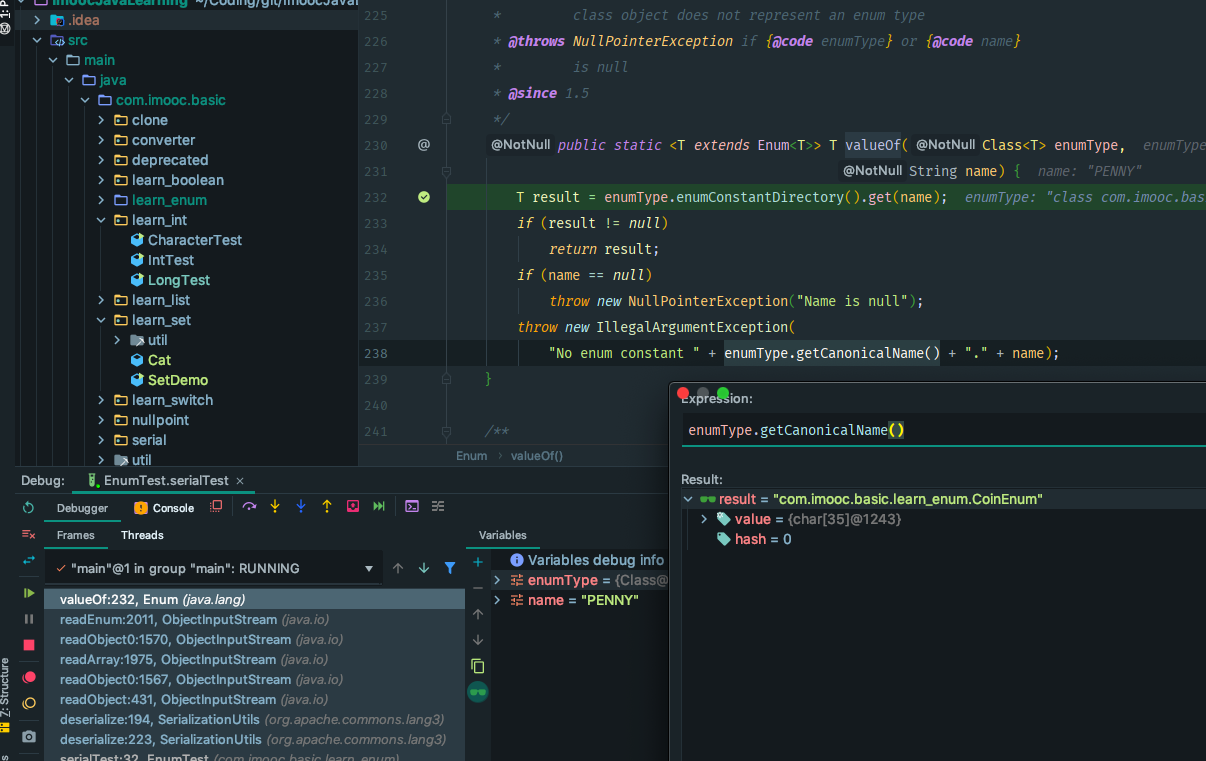 ImoocJavaLearning ~/Coding/git/ImoocJavaL
.idea
src
main
java
com.imooc.basic
clone
converter
deprecated
learn_boolean
learn_enum
learn_int
CharacterTest
IntTest
LongTest
learn_list
learn_set
util
Cat
SetDemo
learn_switch
nullpoint
serial
util
225 * class object does not represent an enum type
226 * @throws NullPointerException if {@code enumType} or {@code name}
227 * is null
228 * @since 1.5
229 */
230 @ @NotNull public static <T extends Enum<T>> T valueOf( @NotNull Class<T> enumType, enumType
231 @NotNull String name) { name: "PENNY"
232 T result = enumType.enumConstantDirectory().get(name); enumType: "class com.imooc.bas
233 if (result != null)
234 return result;
235 if (name == null)
236 throw new NullPointerException("Name is null");
237 throw new IllegalArgumentException(
238 "No enum constant " + enumType.getCanonicalName() + "." + name);
239 }
240
241 /**
Enum > valueOf()
Expression:
enumType.getCanonicalName()
Result:
result = "com.imooc.basic.learn_enum.CoinEnum"
value = {char[35]@1243}
hash = 0
Debug: EnumTest.serialTest ×
Debugger Console
Frames Threads
"main"@1 in group "main": RUNNING
valueOf:232, Enum (java.lang)
readEnum:2011, ObjectInputStream (java.io)
readObject0:1570, ObjectInputStream (java.io)
readArray:1975, ObjectInputStream (java.io)
readObject0:1567, ObjectInputStream (java.io)
readObject:431, ObjectInputStream (java.io)
deserialize:194, SerializationUtils (org.apache.commons.lang3)
deserialize:223, SerializationUtils (org.apache.commons.lang3)
serialTest:32, EnumTest (com.imooc.basic.learn_enum)
Variables
Variables debug info
enumType = {Class@
name = "PENNY"
Z: Structure